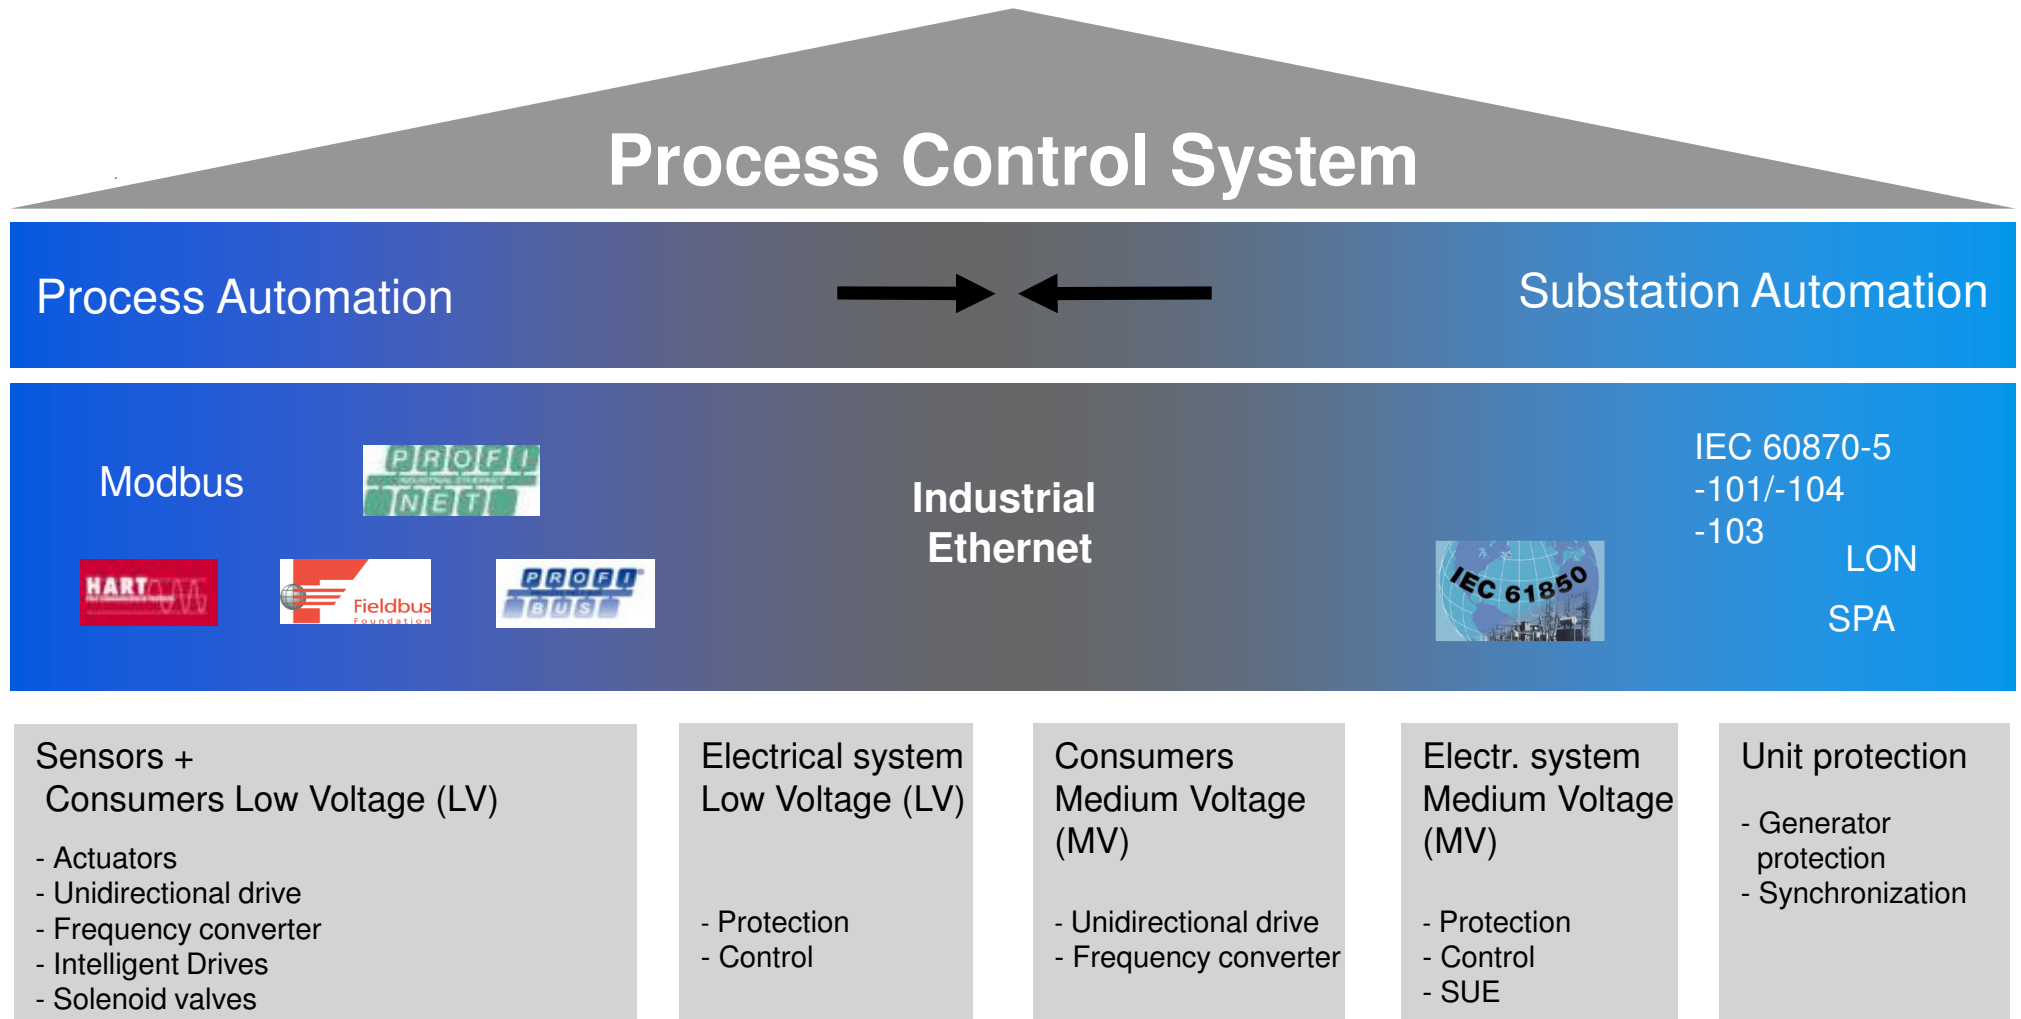 Process Control System
Process Automation
Substation Automation
Modbus
PROFI
INDUSTRIAL ETHERNET
NET
Industrial
Ethernet
IEC 60870-5
-101/-104
-103
LON
SPA
HART
Fieldbus
Foundation
PROFI
BUS
IEC 61850
Sensors +
Consumers Low Voltage (LV)
- Actuators
- Unidirectional drive
- Frequency converter
- Intelligent Drives
- Solenoid valves
Electrical system
Low Voltage (LV)
- Protection
- Control
Consumers
Medium Voltage
(MV)
- Unidirectional drive
- Frequency converter
Electr. system
Medium Voltage
(MV)
- Protection
- Control
- SUE
Unit protection
- Generator
protection
- Synchronization